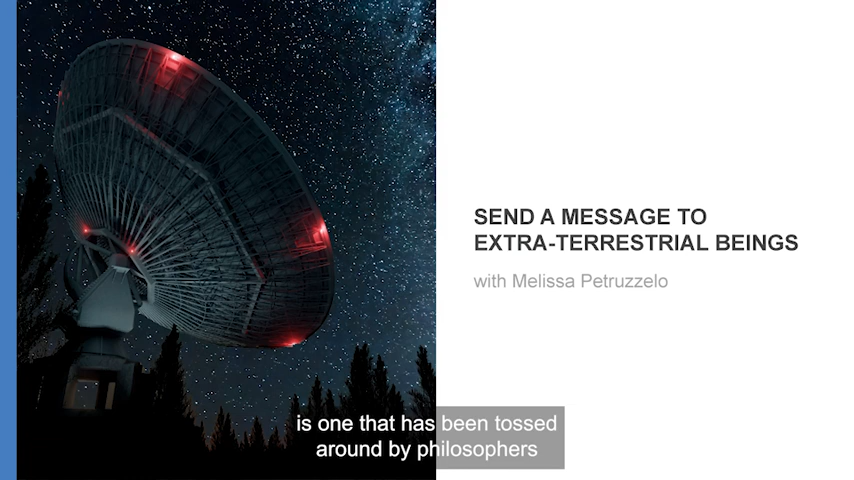 SEND A MESSAGE TO
EXTRA-TERRESTRIAL BEINGS
with Melissa Petruzzelo
is one that has been tossed
around by philosophers